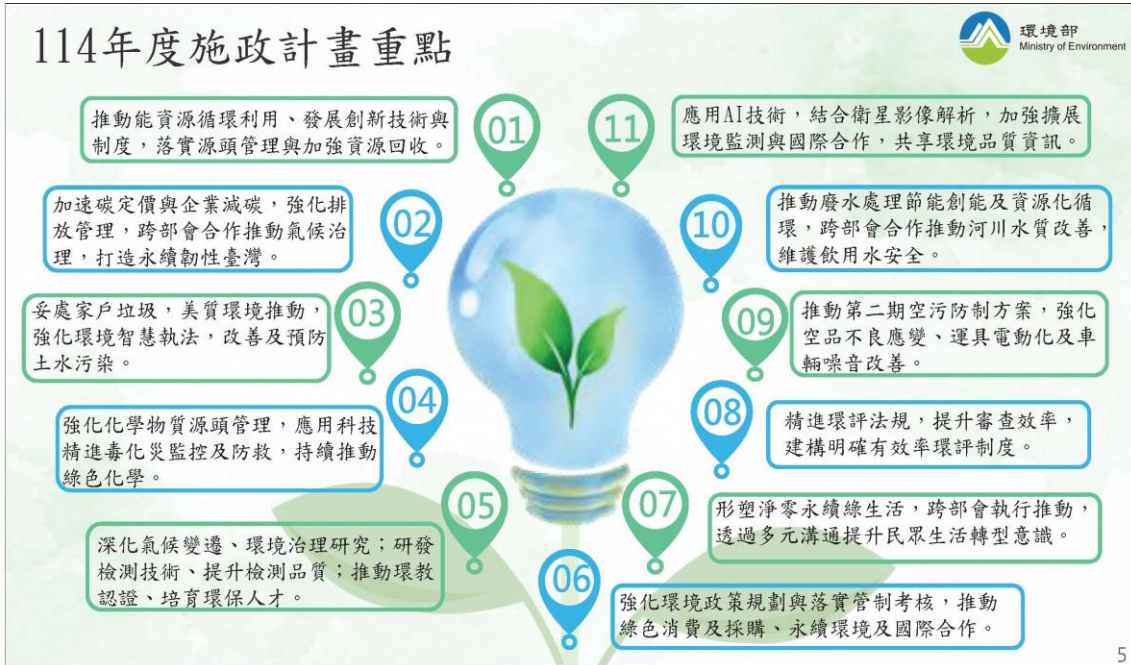 114年度施政計畫重點
環境部
Ministry of Environment
01
推動能資源循環利用、發展創新技術與
制度，落實源頭管理與加強資源回收。
02
加速碳定價與企業減碳，強化排
放管理，跨部會合作推動氣候治
理，打造永續韌性臺灣。
03
妥處家戶垃圾，美質環境推動，
強化環境智慧執法，改善及預防
土水污染。
04
強化化學物質源頭管理，應用科技
精進毒化災監控及防救，持續推動
綠色化學。
05
深化氣候變遷、環境治理研究；研發
檢測技術、提升檢測品質；推動環教
認證、培育環保人才。
06
強化環境政策規劃與落實管制考核，推動
綠色消費及採購、永續環境及國際合作。
07
形塑淨零永續綠生活，跨部會執行推動，
透過多元溝通提升民眾生活轉型意識。
08
精進環評法規，提升審查效率，
建構明確有效率環評制度。
09
推動第二期空污防制方案，強化
空品不良應變、運具電動化及車
輛噪音改善。
10
推動廢水處理節能創能及資源化循
環，跨部會合作推動河川水質改善，
維護飲用水安全。
11
應用AI技術，結合衛星影像解析，加強擴展
環境監測與國際合作，共享環境品質資訊。
5